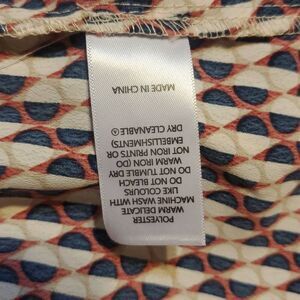 POLYESTER
WARM DELICATE
MACHINE WASH WITH
LIKE COLOURS
DO NOT BLEACH
DO NOT TUMBLE DRY
WARM IRON DO
NOT IRON PRINTS OR
EMBELLISHMENTS
DRY CLEANABLE Ⓐ
MADE IN CHINA